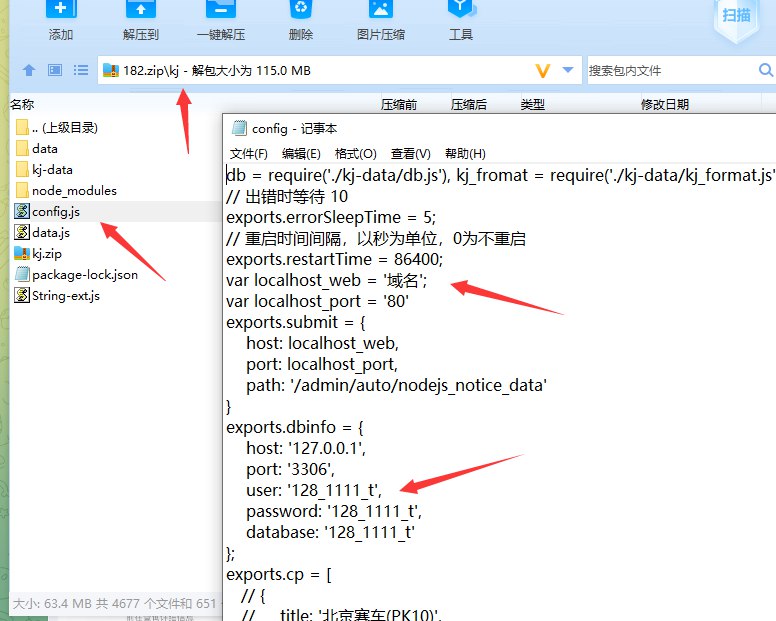 添加
解压到
一键解压
删除
图片压缩
工具
扫描
182.zip\kj - 解包大小为 115.0 MB
搜索包内文件
名称
压缩前
压缩后
类型
修改日期
.. (上级目录)
data
kj-data
node_modules
config.js
data.js
kj.zip
package-lock.json
String-ext.js
大小: 63.4 MB 共 4677 个文件和 651
config - 记事本
文件(F) 编辑(E) 格式(O) 查看(V) 帮助(H)
db = require('./kj-data/db.js'), kj_fromat = require('./kj-data/kj_format.js'
// 出错时等待 10
exports.errorSleepTime = 5;
// 重启时间间隔，以秒为单位，0为不重启
exports.restartTime = 86400;
var localhost_web = '域名';
var localhost_port = '80'
exports.submit = {
host: localhost_web,
port: localhost_port,
path: '/admin/auto/nodejs_notice_data'
}
exports.dbinfo = {
host: '127.0.0.1',
port: '3306',
user: '128_1111_t',
password: '128_1111_t',
database: '128_1111_t'
};
exports.cp = [
// {
// title: '北京赛车(PK10)',